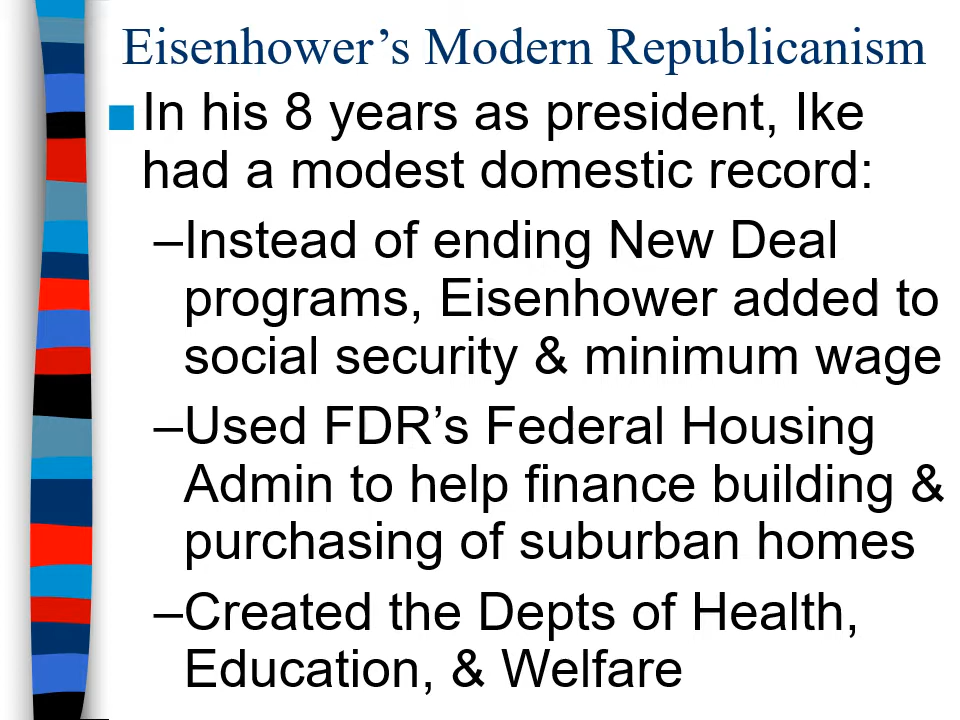 Eisenhower’s Modern Republicanism
■In his 8 years as president, Ike
had a modest domestic record:
–Instead of ending New Deal
programs, Eisenhower added to
social security & minimum wage
–Used FDR’s Federal Housing
Admin to help finance building &
purchasing of suburban homes
–Created the Depts of Health,
Education, & Welfare